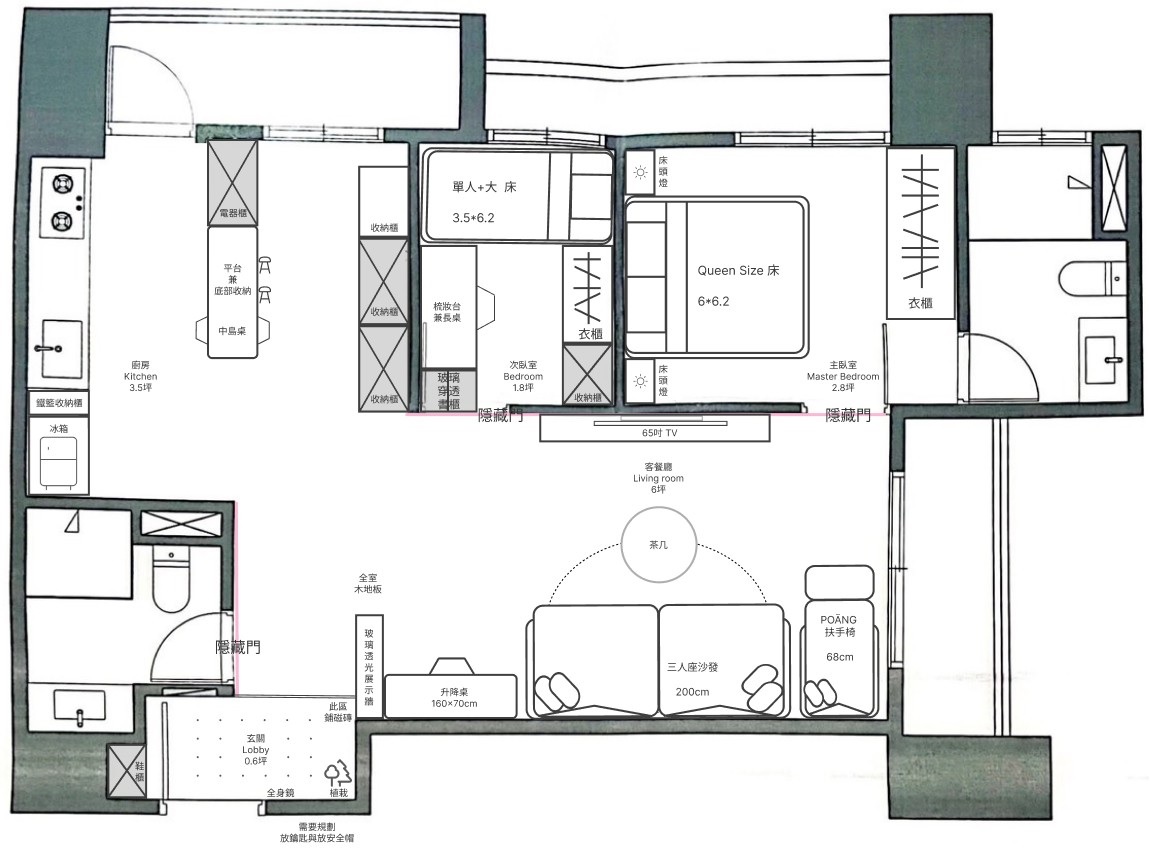 單人+大 床
3.5*6.2
床
頭
燈
電器櫃
收納櫃
平台
兼
底部收納
中島桌
收納櫃
收納櫃
梳妝台
兼長桌
衣櫃
收納櫃
次臥室
Bedroom
1.8坪
玻璃
穿透
書櫃
隱藏門
Queen Size 床
6*6.2
衣櫃
床
頭
燈
主臥室
Master Bedroom
2.8坪
隱藏門
廚房
Kitchen
3.5坪
鐵籃收納櫃
冰箱
65吋 TV
客餐廳
Living room
6坪
茶几
全室
木地板
隱藏門
玻
璃
透
光
展
示
牆
升降桌
160×70cm
三人座沙發
200cm
POÄNG
扶手椅
68cm
此區
鋪磁磚
玄關
Lobby
0.6坪
鞋
櫃
全身鏡
植栽
需要規劃
放鑰匙與放安全帽